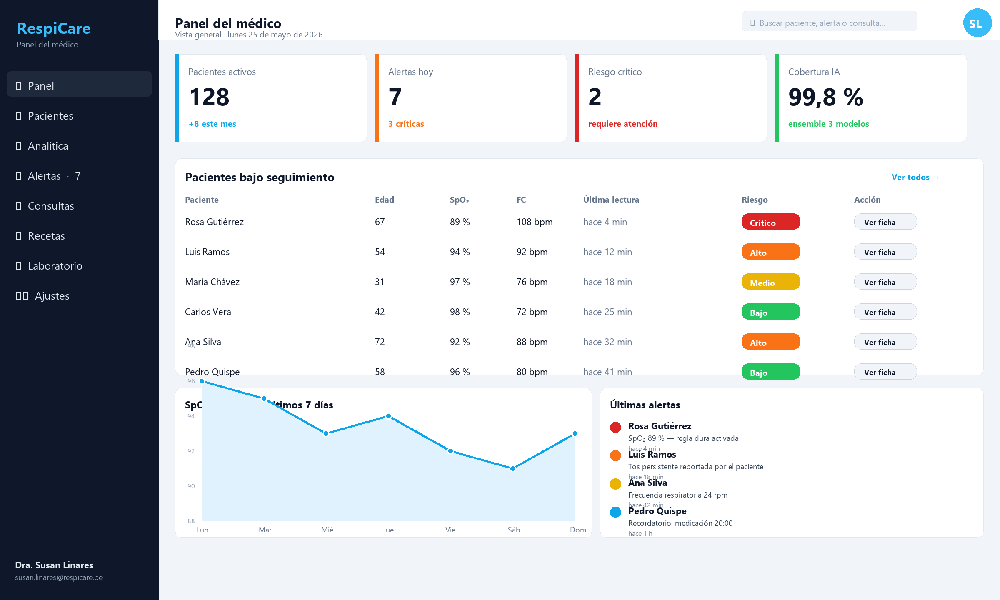 RespiCare
Panel del médico
Panel
Pacientes
Analítica
Alertas · 7
Consultas
Recetas
Laboratorio
Ajustes
Dra. Susan Linares
susan.linares@respicare.pe
Panel del médico
Vista general · lunes 25 de mayo de 2026
Buscar paciente, alerta o consulta...
SL
Pacientes activos
128
+8 este mes
Alertas hoy
7
3 críticas
Riesgo crítico
2
requiere atención
Cobertura IA
99,8 %
ensemble 3 modelos
Pacientes bajo seguimiento
Ver todos →
Paciente Edad SpO₂ FC Última lectura Riesgo Acción
Rosa Gutiérrez 67 89 % 108 bpm hace 4 min Crítico Ver ficha
Luis Ramos 54 94 % 92 bpm hace 12 min Alto Ver ficha
María Chávez 31 97 % 76 bpm hace 18 min Medio Ver ficha
Carlos Vera 42 98 % 72 bpm hace 25 min Bajo Ver ficha
Ana Silva 72 92 % 88 bpm hace 32 min Alto Ver ficha
Pedro Quispe 58 96 % 80 bpm hace 41 min Bajo Ver ficha
últimos 7 días
98
96
94
92
90
88
Lun Mar Mié Jue Vie Sáb Dom
Últimas alertas
Rosa Gutiérrez
SpO₂ 89 % — regla dura activada
hace 4 min
Luis Ramos
Tos persistente reportada por el paciente
hace 18 min
Ana Silva
Frecuencia respiratoria 24 rpm
hace 42 min
Pedro Quispe
Recordatorio: medicación 20:00
hace 1 h